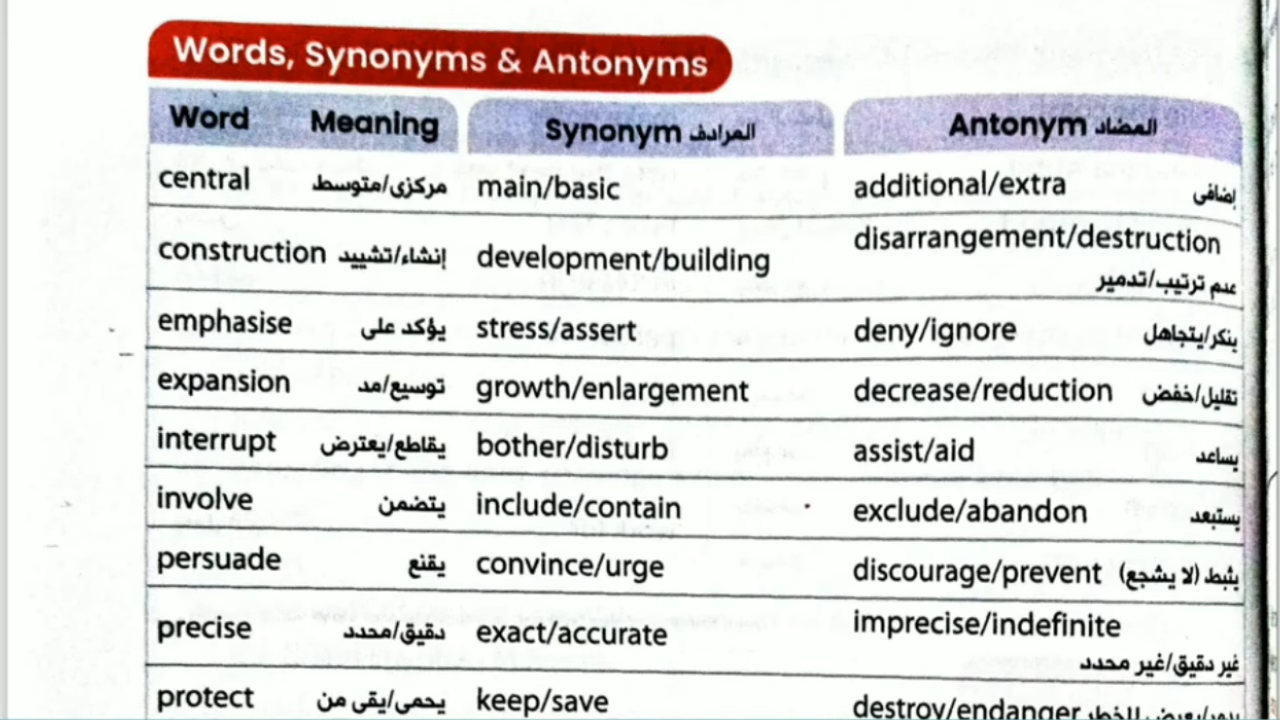 Words, Synonyms & Antonyms
Word Meaning Synonym المرادف Antonym المضاد
central مركزى/متوسط main/basic additional/extra إضافى
construction إنشاء/تشييد development/building disarrangement/destruction
عدم ترتيب/تدمير
emphasise يؤكد على stress/assert deny/ignore ينكر/يتجاهل
expansion توسيع/مد growth/enlargement decrease/reduction تقليل/خفض
interrupt يقاطع/يعترض bother/disturb assist/aid يساعد
involve يتضمن include/contain exclude/abandon يستبعد
persuade يقنع convince/urge discourage/prevent يثبط (لا يشجع)
precise دقيق/محدد exact/accurate imprecise/indefinite
غير دقيق/غير محدد
protect يحمى/يقى من keep/save destroy/endanger